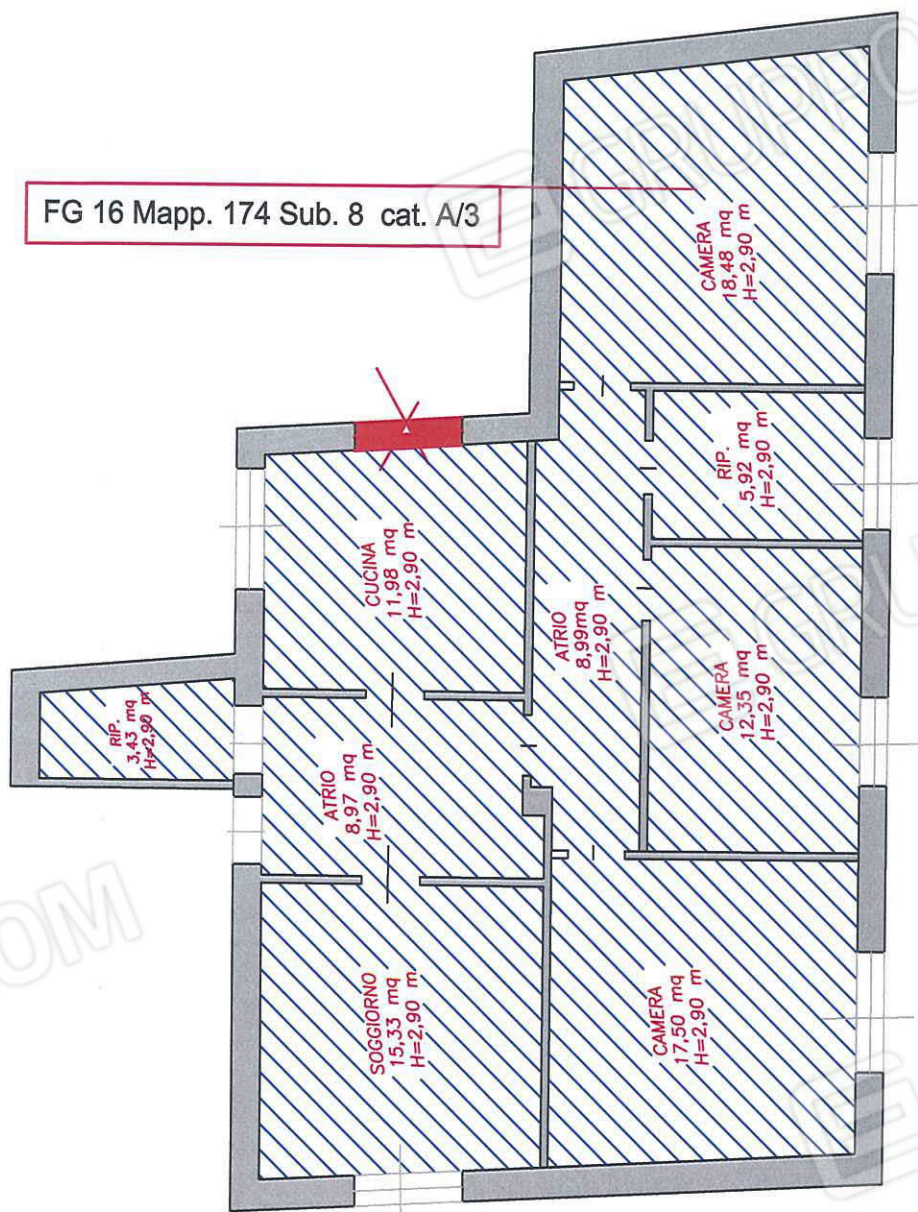 FG 16 Mapp. 174 Sub. 8 cat. A/3
CAMERA
18,48 mq
H=2,90 m
RIP.
5,92 mq
H=2,90 m
CUCINA
11,98 mq
H=2,90 m
ATRIO
8,99mq
H=2,90 m
CAMERA
12,35 mq
H=2,90 m
RIP.
3,43 mq
H=2,90 m
ATRIO
8,97 mq
H=2,90 m
SOGGIORNO
15,33 mq
H=2,90 m
CAMERA
17,50 mq
H=2,90 m
GRUPPO
GRU
.COM